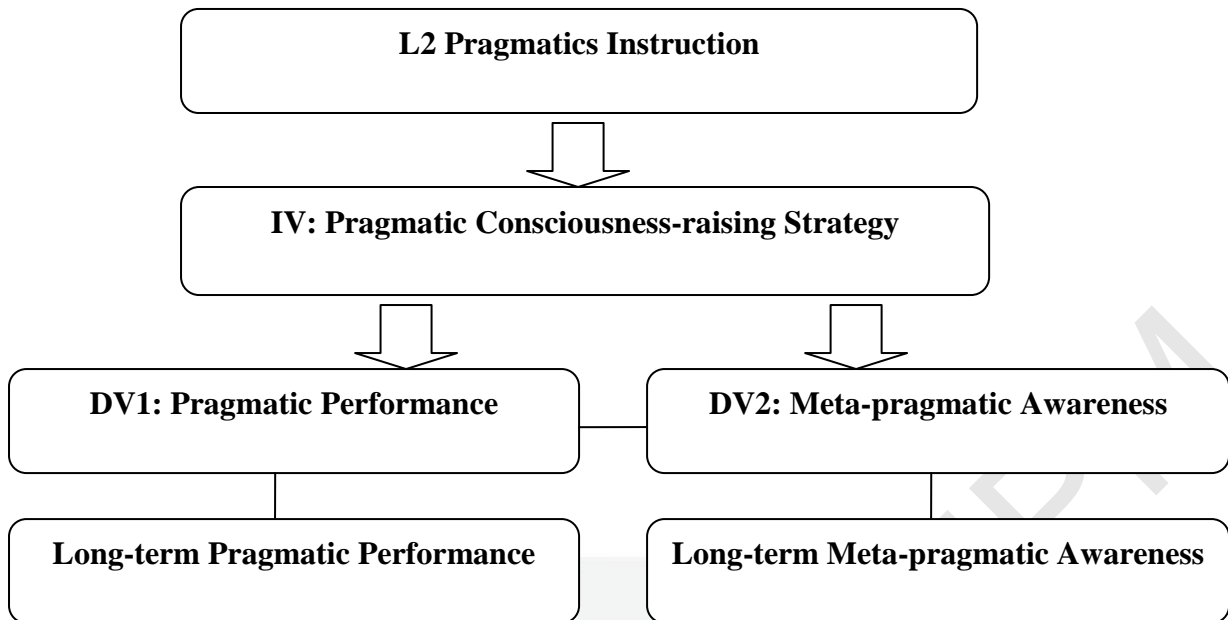 L2 Pragmatics Instruction
IV: Pragmatic Consciousness-raising Strategy
DV1: Pragmatic Performance
DV2: Meta-pragmatic Awareness
Long-term Pragmatic Performance
Long-term Meta-pragmatic Awareness